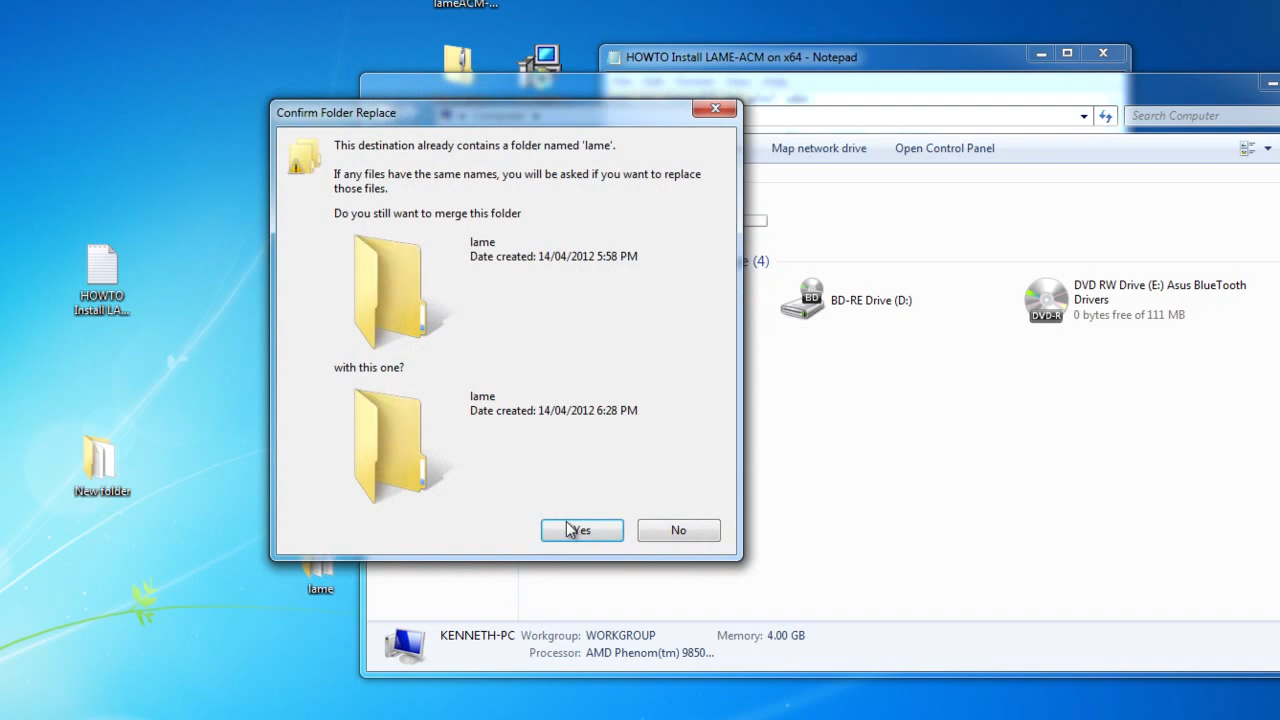 lameACM-...
HOWTO Install LAME-ACM on x64 - Notepad
Confirm Folder Replace
Computer
Search Computer
Map network drive
Open Control Panel
This destination already contains a folder named 'lame'.
If any files have the same names, you will be asked if you want to replace
those files.
Do you still want to merge this folder
lame
Date created: 14/04/2012 5:58 PM
with this one?
lame
Date created: 14/04/2012 6:28 PM
Yes
No
e (4)
BD
BD-RE Drive (D:)
DVD-R
DVD RW Drive (E:) Asus BlueTooth
Drivers
0 bytes free of 111 MB
HOWTO
Install LA...
New folder
lame
KENNETH-PC
Workgroup: WORKGROUP
Memory: 4.00 GB
Processor: AMD Phenom(tm) 9850...